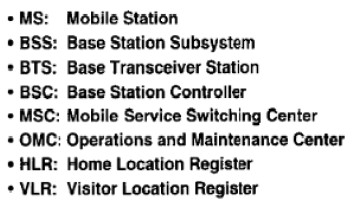 • MS: Mobile Station
• BSS: Base Station Subsystem
• BTS: Base Transceiver Station
• BSC: Base Station Controller
• MSC: Mobile Service Switching Center
• OMC: Operations and Maintenance Center
• HLR: Home Location Register
• VLR: Visitor Location Register